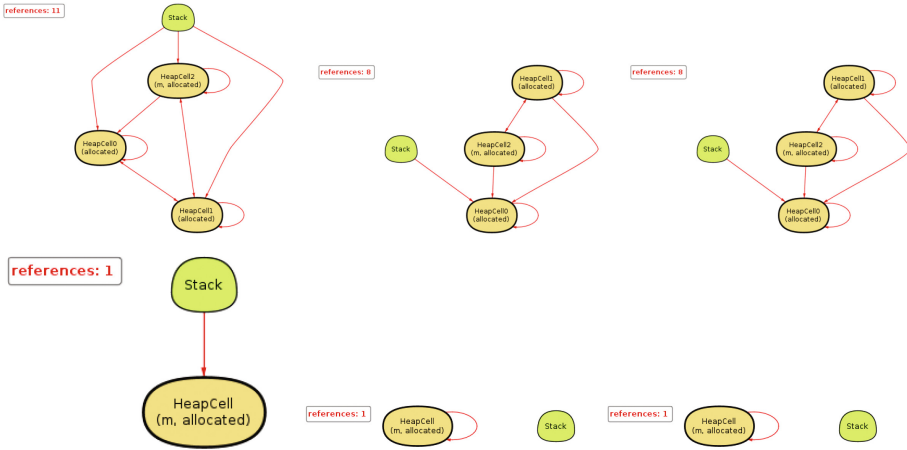 references: 11
Stack
HeapCell2
(m, allocated)
HeapCell0
(allocated)
HeapCell1
(allocated)
references: 8
HeapCell1
(allocated)
Stack
HeapCell2
(m, allocated)
HeapCell0
(allocated)
references: 8
HeapCell1
(allocated)
Stack
HeapCell2
(m, allocated)
HeapCell0
(allocated)
references: 1
Stack
HeapCell
(m, allocated)
references: 1
HeapCell
(m, allocated)
Stack
references: 1
HeapCell
(m, allocated)
Stack